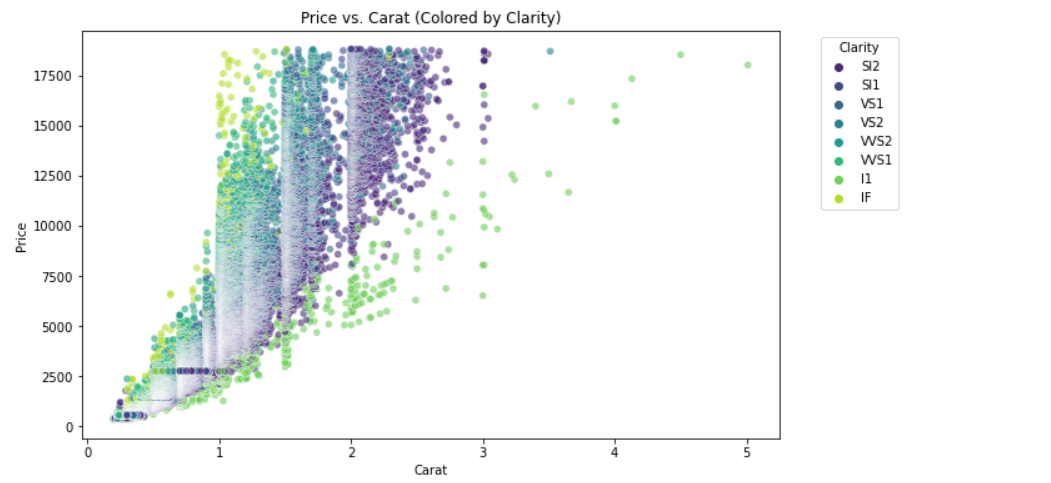 Price vs. Carat (Colored by Clarity)
17500
15000
12500
10000
7500
5000
2500
0
Price
0 1 2 3 4 5
Carat
Clarity
SI2
SI1
VS1
VS2
VVS2
VVS1
I1
IF